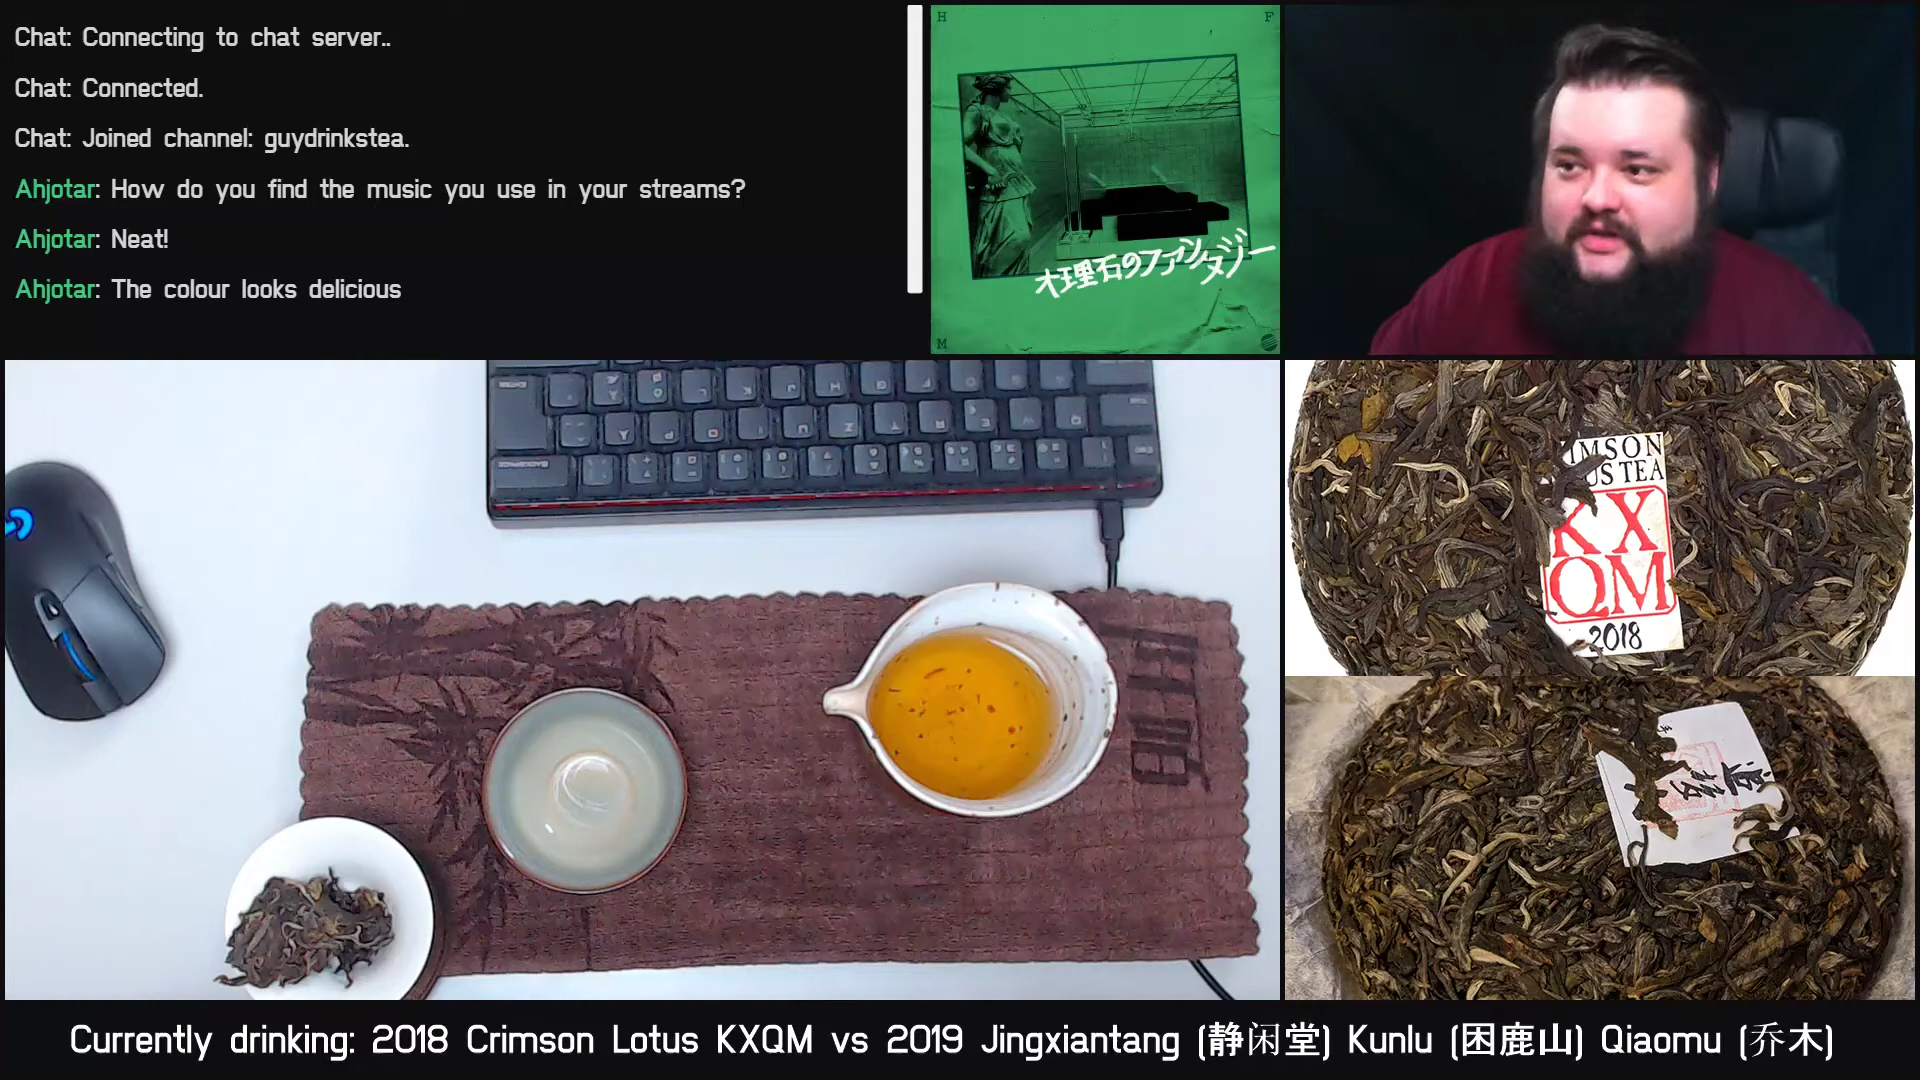 Chat: Connecting to chat server..
Chat: Connected.
Chat: Joined channel: guydrinkstea.
Ahjotar: How do you find the music you use in your streams?
Ahjotar: Neat!
Ahjotar: The colour looks delicious
H F
大理石のファンタジー
M
IMSON
US TEA
KX
QM
2018
Currently drinking: 2018 Crimson Lotus KXQM vs 2019 Jingxiantang (静闲堂) Kunlu (困鹿山) Qiaomu (乔木)